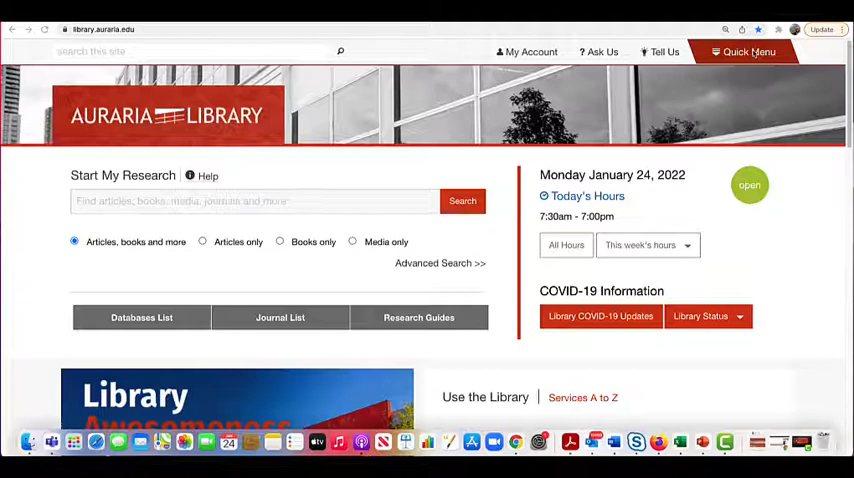 library.auraria.edu
Update
search this site
My Account
? Ask Us
Tell Us
Quick Menu
AURARIA LIBRARY
Start My Research
Help
Find articles, books, media, journals and more
Search
Articles, books and more
Articles only
Books only
Media only
Advanced Search >>
Databases List
Journal List
Research Guides
Monday January 24, 2022
open
Today's Hours
7:30am - 7:00pm
All Hours
This week's hours
COVID-19 Information
Library COVID-19 Updates
Library Status
Library
Awesomeness
Use the Library
Services A to Z
24
tv